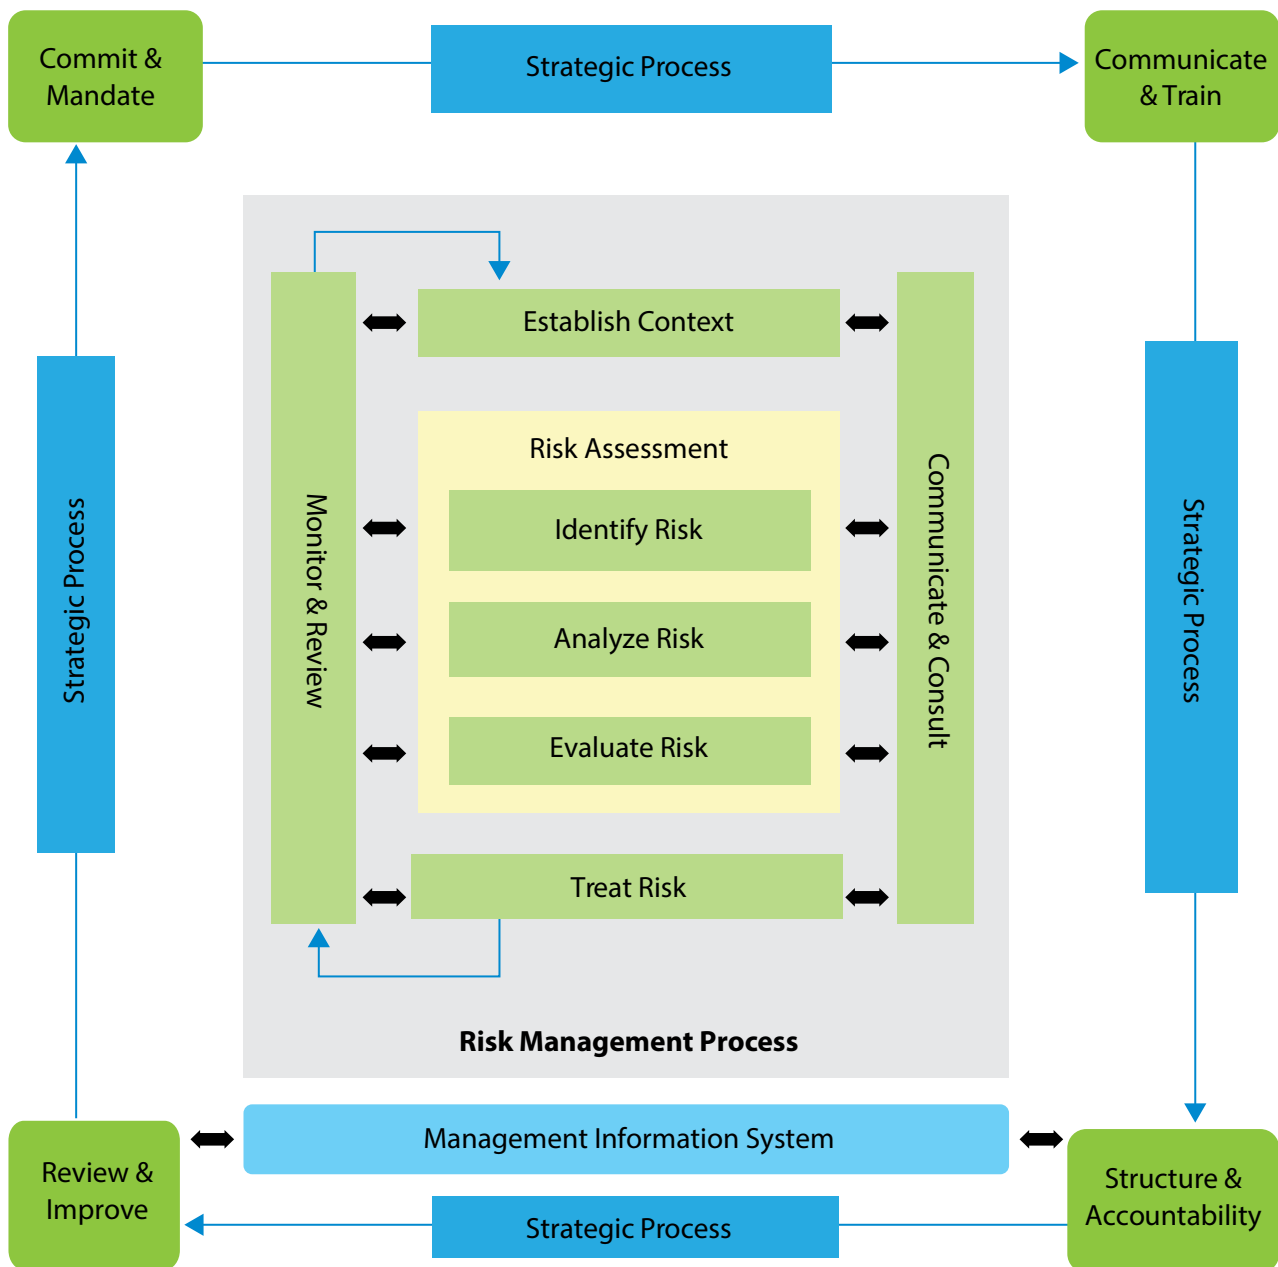 Commit &
Mandate
Strategic Process
Communicate
& Train
Establish Context
Risk Assessment
Identify Risk
Analyze Risk
Evaluate Risk
Treat Risk
Monitor & Review
Communicate & Consult
Strategic Process
Strategic Process
Risk Management Process
Management Information System
Review &
Improve
Strategic Process
Structure &
Accountability